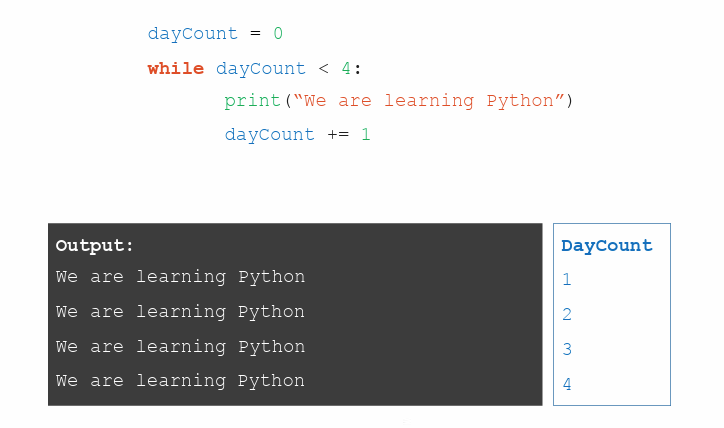 dayCount = 0
while dayCount < 4:
print(“We are learning Python”)
dayCount += 1
Output:
We are learning Python
We are learning Python
We are learning Python
We are learning Python
DayCount
1
2
3
4